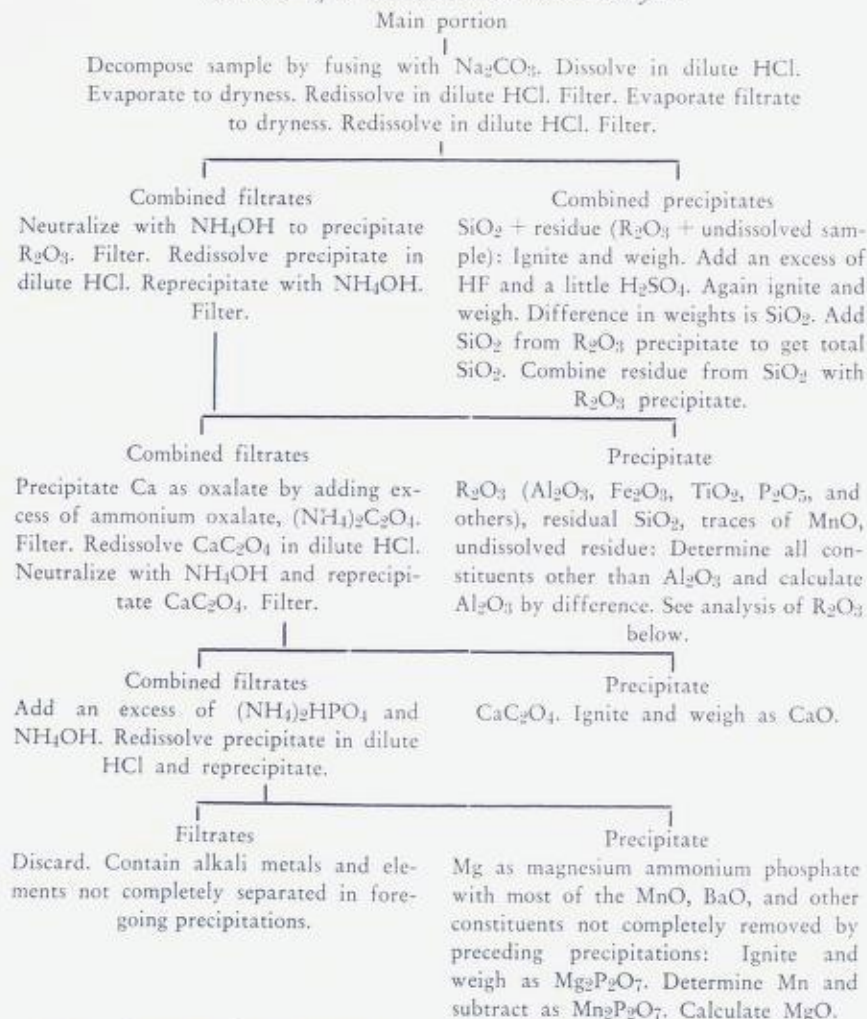 Main portion
Decompose sample by fusing with Na₂CO₃. Dissolve in dilute HCl.
Evaporate to dryness. Redissolve in dilute HCl. Filter. Evaporate filtrate
to dryness. Redissolve in dilute HCl. Filter.
Combined filtrates
Neutralize with NH₄OH to precipitate
R₂O₃. Filter. Redissolve precipitate in
dilute HCl. Reprecipitate with NH₄OH.
Filter.
Combined precipitates
SiO₂ + residue (R₂O₃ + undissolved sam-
ple): Ignite and weigh. Add an excess of
HF and a little H₂SO₄. Again ignite and
weigh. Difference in weights is SiO₂. Add
SiO₂ from R₂O₃ precipitate to get total
SiO₂. Combine residue from SiO₂ with
R₂O₃ precipitate.
Combined filtrates
Precipitate Ca as oxalate by adding ex-
cess of ammonium oxalate, (NH₄)₂C₂O₄.
Filter. Redissolve CaC₂O₄ in dilute HCl.
Neutralize with NH₄OH and reprecipi-
tate CaC₂O₄. Filter.
Precipitate
R₂O₃ (Al₂O₃, Fe₂O₃, TiO₂, P₂O₅, and
others), residual SiO₂, traces of MnO,
undissolved residue: Determine all con-
stituents other than Al₂O₃ and calculate
Al₂O₃ by difference. See analysis of R₂O₃
below.
Combined filtrates
Add an excess of (NH₄)₂HPO₄ and
NH₄OH. Redissolve precipitate in dilute
HCl and reprecipitate.
Precipitate
CaC₂O₄. Ignite and weigh as CaO.
Filtrates
Discard. Contain alkali metals and ele-
ments not completely separated in fore-
going precipitations.
Precipitate
Mg as magnesium ammonium phosphate
with most of the MnO, BaO, and other
constituents not completely removed by
preceding precipitations: Ignite and
weigh as Mg₂P₂O₇. Determine Mn and
subtract as Mn₂P₂O₇. Calculate MgO.